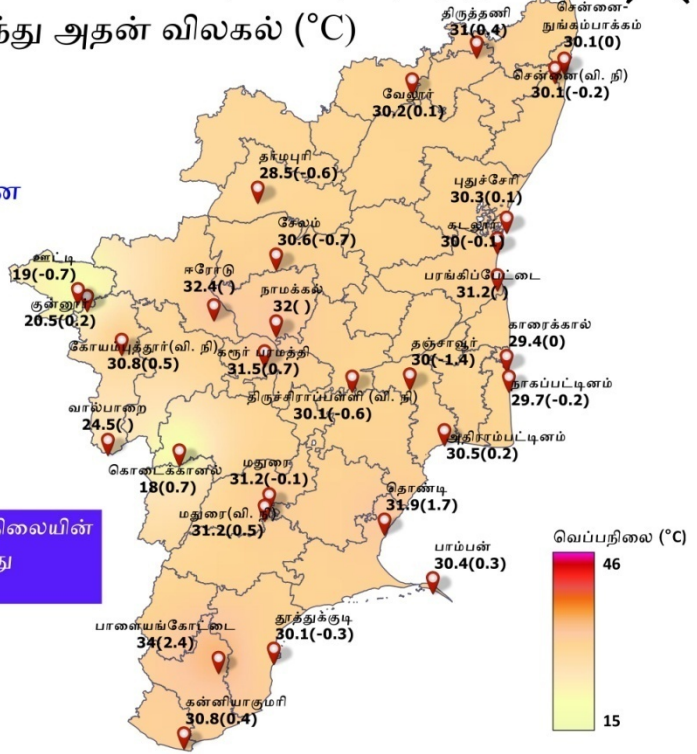 ந்து அதன் விலகல் (°C)
திருத்தணி
31(0.4)
சென்னை-
நுங்கம்பாக்கம்
30.1(0)
சென்னை(வி. நி)
30.1(-0.2)
வேலூர்
30.2(0.1)
தர்மபுரி
28.5(-0.6)
புதுச்சேரி
30.3(0.1)
கடலூர்
30(-0.1)
சேலம்
30.6(-0.7)
ஊட்டி
19(-0.7)
குன்னூர்
20.5(0.2)
ஈரோடு
32.4( )
நாமக்கல்
32( )
பரங்கிப்பேட்டை
31.2( )
காரைக்கால்
29.4(0)
கோயம்புத்தூர்(வி. நி)
30.8(0.5)
கரூர் பரமத்தி
31.5(0.7)
தஞ்சாவூர்
30(-1.4)
நாகப்பட்டினம்
29.7(-0.2)
திருச்சிராப்பள்ளி (வி. நி)
30.1(-0.6)
வால்பாறை
24.5( )
அதிராம்பட்டினம்
30.5(0.2)
கொடைக்கானல்
18(0.7)
மதுரை
31.2(-0.1)
மதுரை(வி. நி)
31.2(0.5)
தொண்டி
31.9(1.7)
நிலையின்
து
பாம்பன்
30.4(0.3)
வெப்பநிலை (°C)
46
15
பாளையங்கோட்டை
34(2.4)
தூத்துக்குடி
30.1(-0.3)
கன்னியாகுமரி
30.8(0.4)